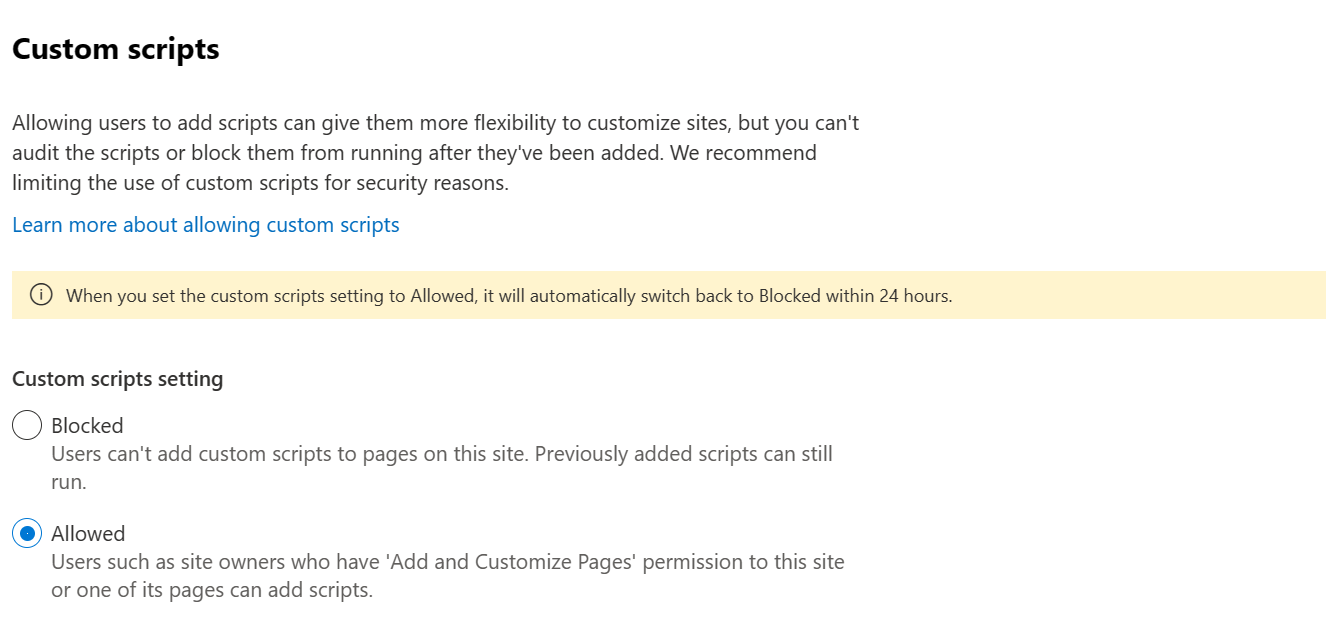 Custom scripts
Allowing users to add scripts can give them more flexibility to customize sites, but you can't
audit the scripts or block them from running after they've been added. We recommend
limiting the use of custom scripts for security reasons.
Learn more about allowing custom scripts
When you set the custom scripts setting to Allowed, it will automatically switch back to Blocked within 24 hours.
Custom scripts setting
Blocked
Users can't add custom scripts to pages on this site. Previously added scripts can still
run.
Allowed
Users such as site owners who have 'Add and Customize Pages' permission to this site
or one of its pages can add scripts.